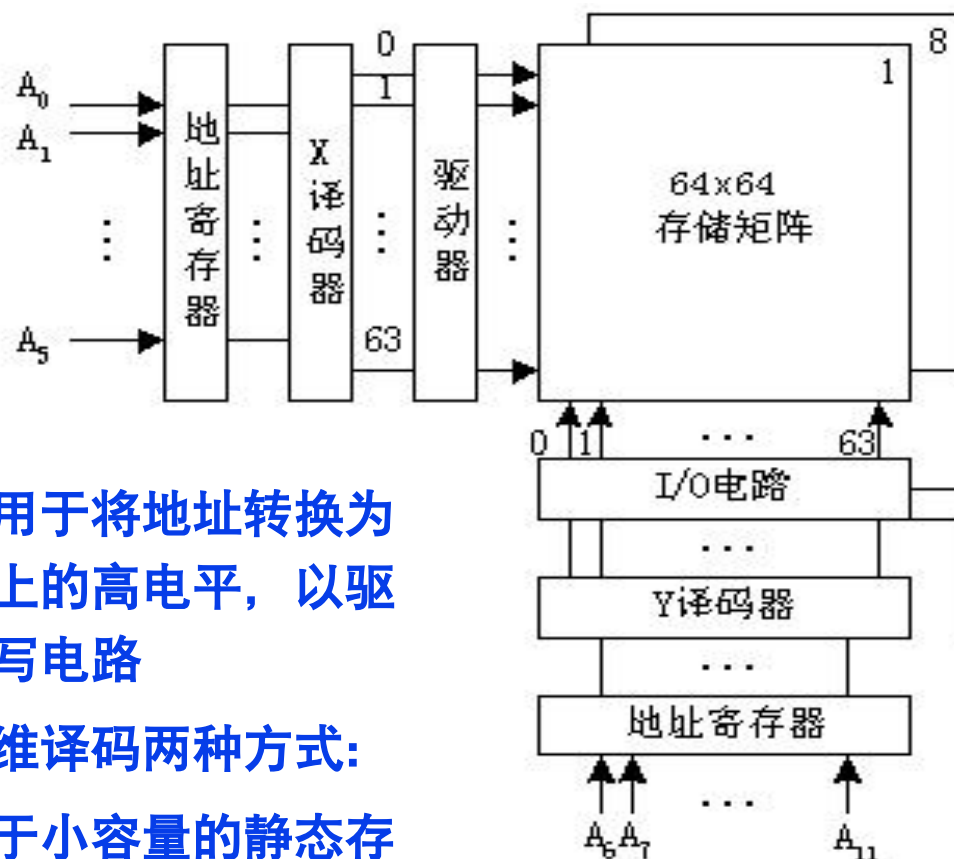 A0
A1
⋮
A5
地址寄存器
⋮
X译码器
0
1
⋮
63
驱动器
⋮
8
1
64x64
存储矩阵
0 1 ... 63
I/O电路
...
Y译码器
...
地址寄存器
...
A6 A7 A11
用于将地址转换为
上的高电平，以驱
写电路
维译码两种方式:
于小容量的静态存